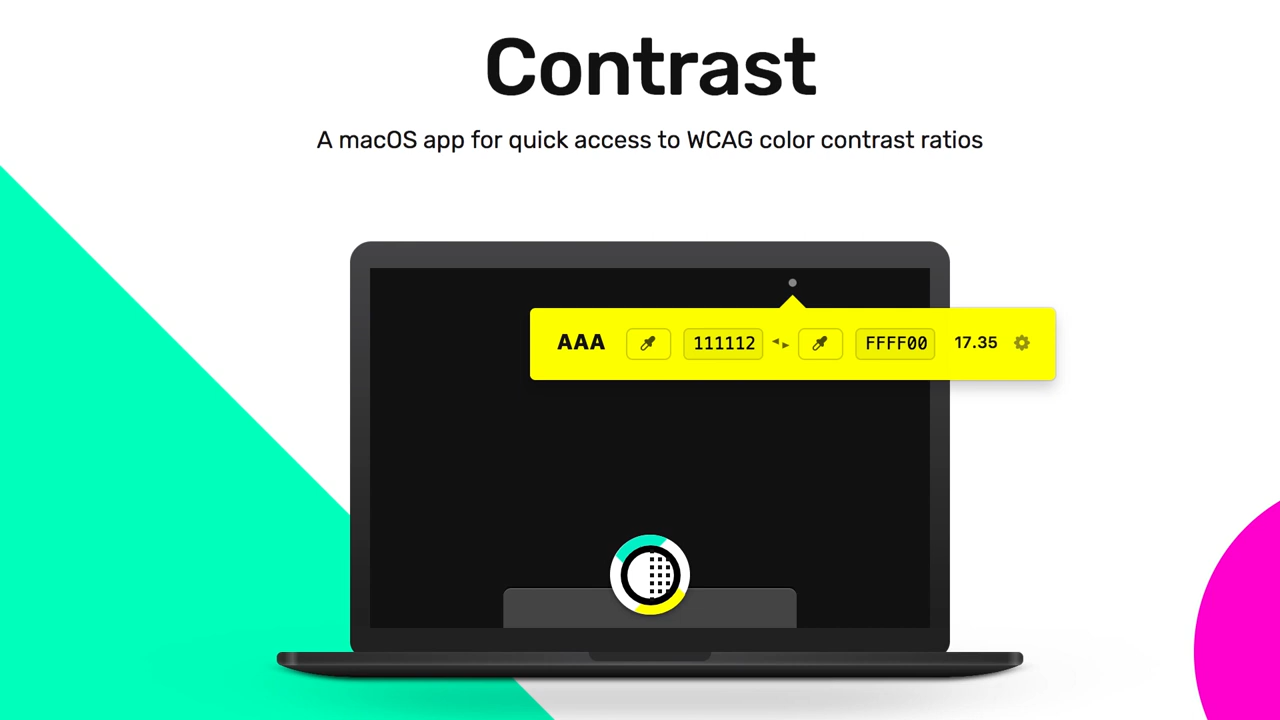 Contrast
A macOS app for quick access to WCAG color contrast ratios
AAA 111112 FFFF00 17.35